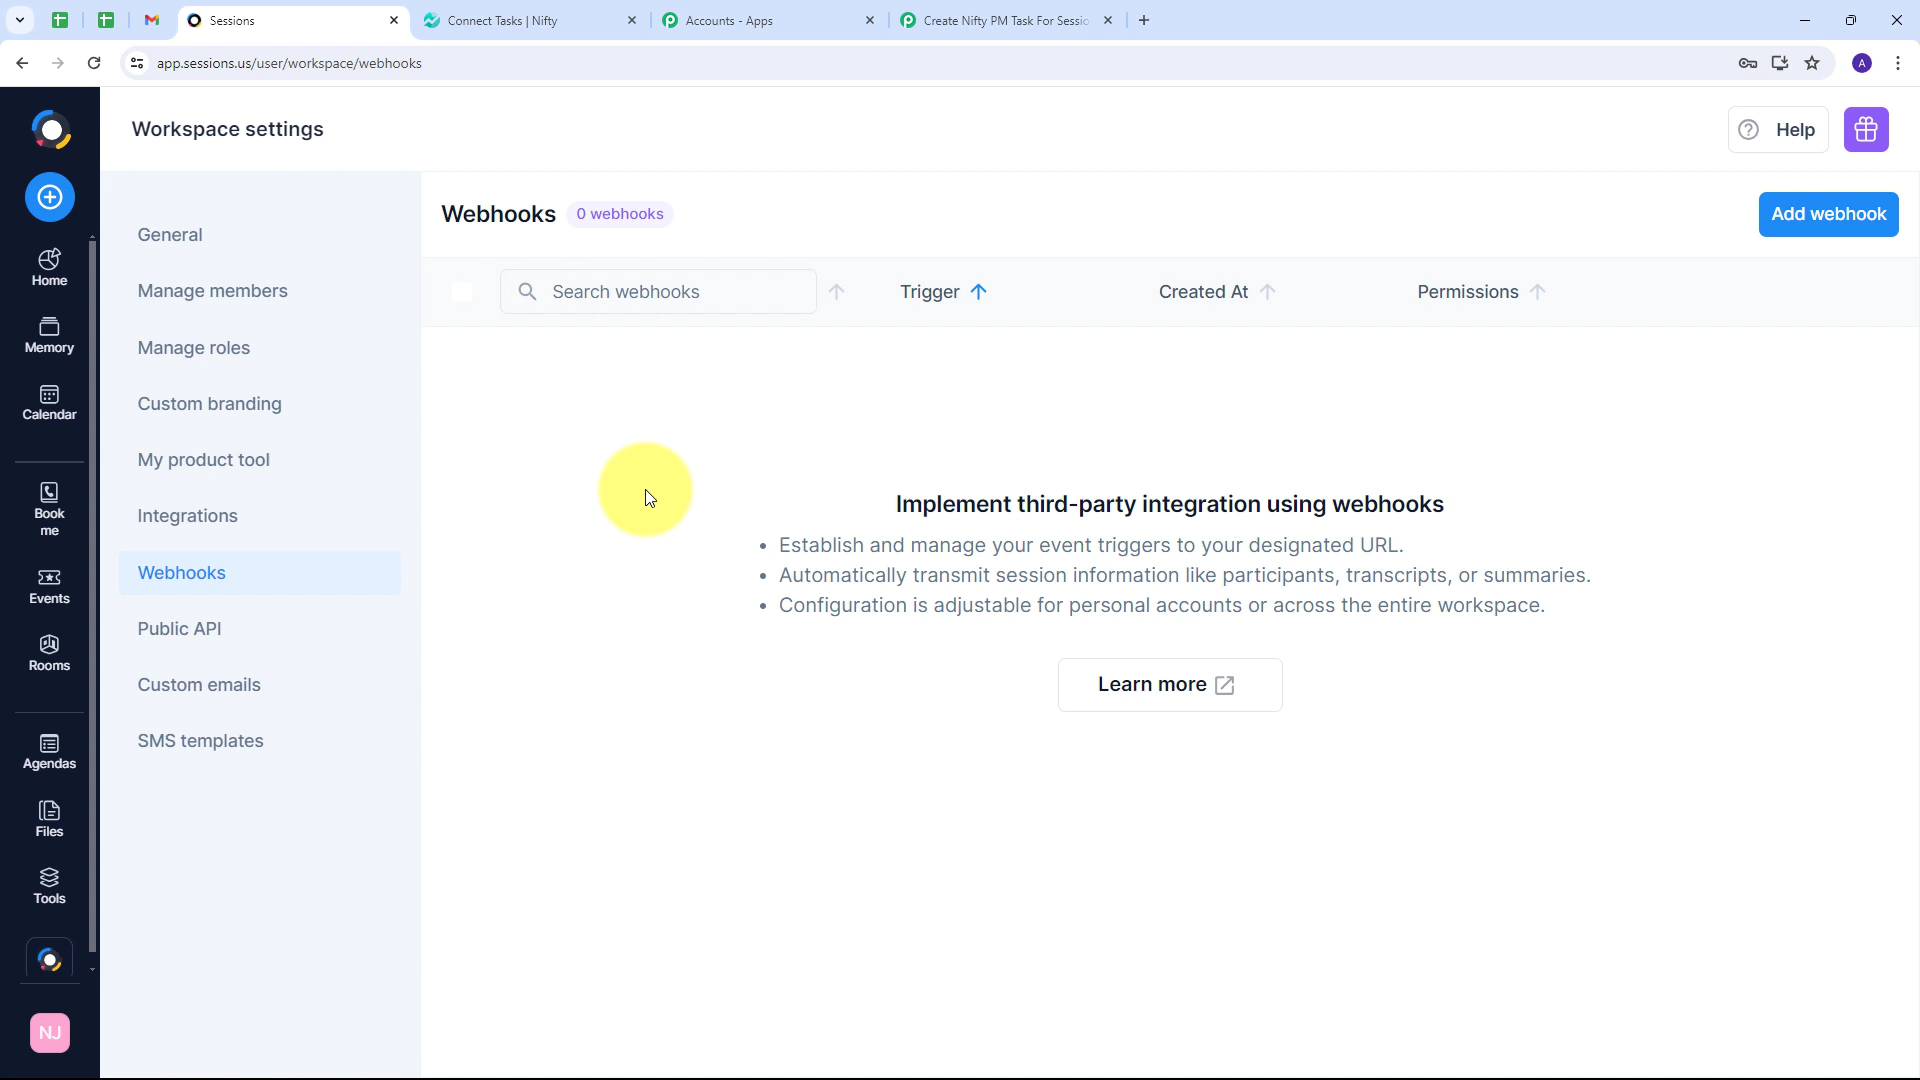 Sessions
Connect Tasks | Nifty
Accounts - Apps
Create Nifty PM Task For Sessio
app.sessions.us/user/workspace/webhooks
A
Workspace settings
Help
Home
Memory
Calendar
Book
me
Events
Rooms
Agendas
Files
Tools
NJ
General
Manage members
Manage roles
Custom branding
My product tool
Integrations
Webhooks
Public API
Custom emails
SMS templates
Webhooks 0 webhooks
Add webhook
Search webhooks
Trigger
Created At
Permissions
Implement third-party integration using webhooks
• Establish and manage your event triggers to your designated URL.
• Automatically transmit session information like participants, transcripts, or summaries.
• Configuration is adjustable for personal accounts or across the entire workspace.
Learn more